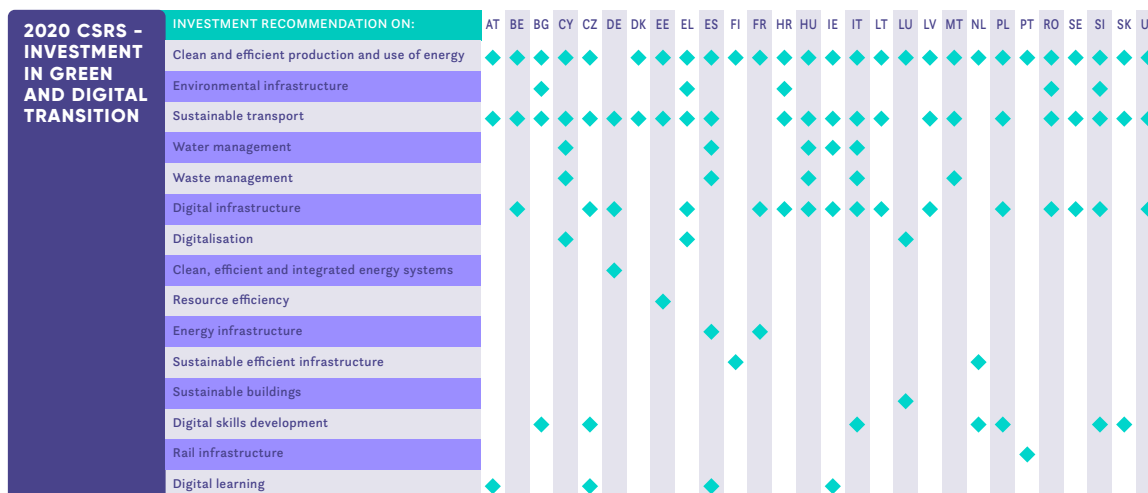 2020 CSRS –
INVESTMENT
IN GREEN
AND DIGITAL
TRANSITION
INVESTMENT RECOMMENDATION ON: AT BE BG CY CZ DE DK EE EL ES FI FR HR HU IE IT LT LU LV MT NL PL PT RO SE SI SK
Clean and efficient production and use of energy
Environmental infrastructure
Sustainable transport
Water management
Waste management
Digital infrastructure
Digitalisation
Clean, efficient and integrated energy systems
Resource efficiency
Energy infrastructure
Sustainable efficient infrastructure
Sustainable buildings
Digital skills development
Rail infrastructure
Digital learning